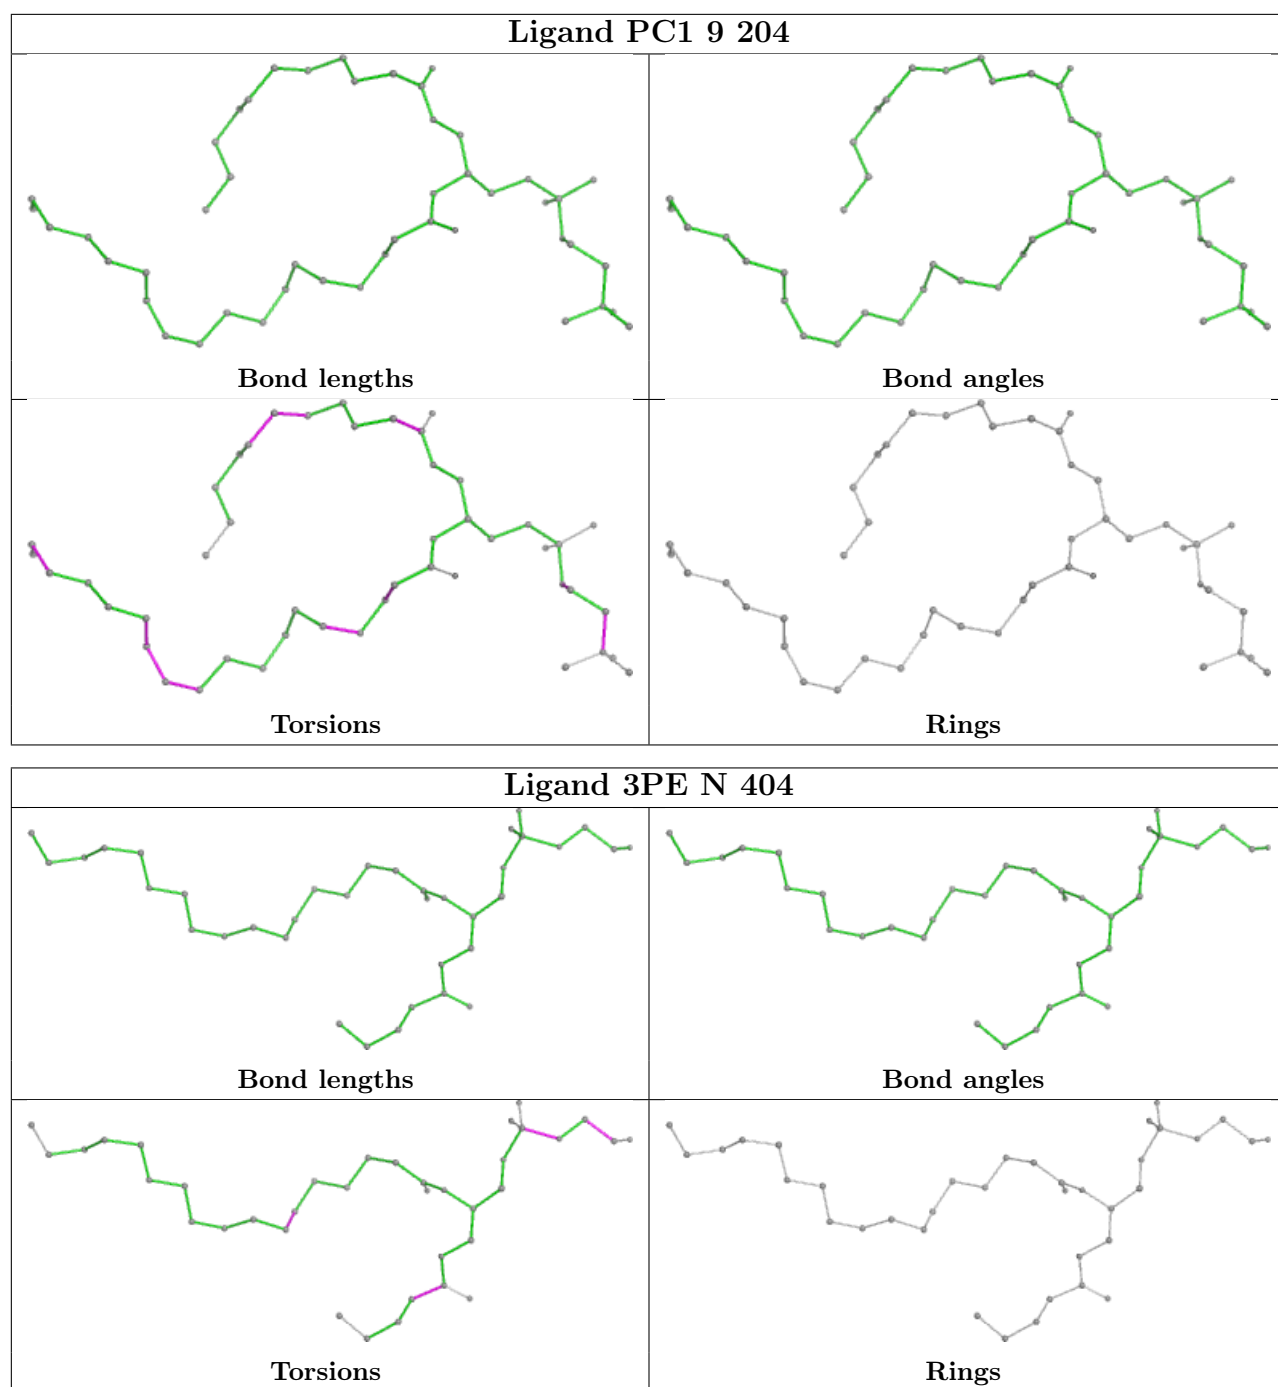 Ligand PC1 9 204
Bond lengths
Bond angles
Torsions
Rings
Ligand 3PE N 404
Bond lengths
Bond angles
Torsions
Rings